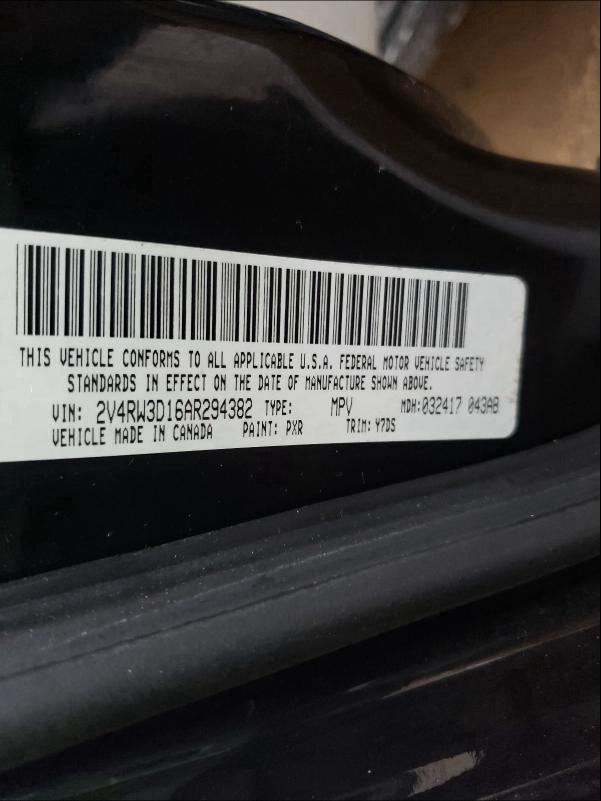 THIS VEHICLE CONFORMS TO ALL APPLICABLE U.S.A. FEDERAL MOTOR VEHICLE SAFETY
STANDARDS IN EFFECT ON THE DATE OF MANUFACTURE SHOWN ABOVE.
VIN: 2V4RW3D16AR294382 TYPE: MPV MDH:032417 043AB
VEHICLE MADE IN CANADA PAINT: PXR TRIM: Y7DS